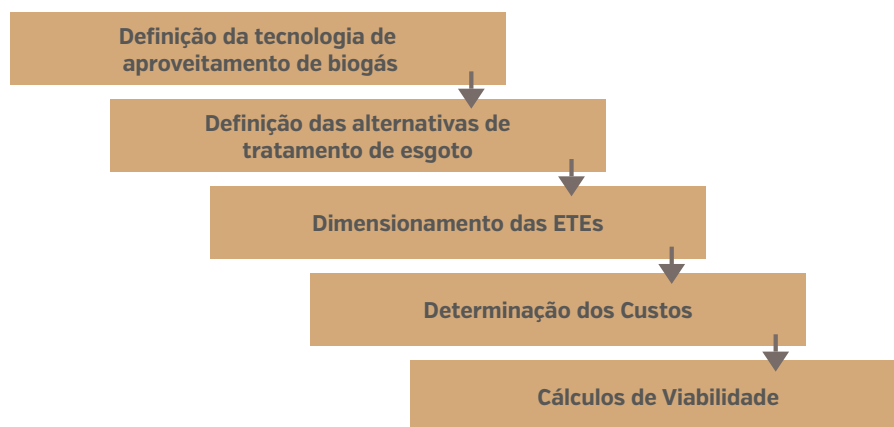 Definição da tecnologia de
aproveitamento de biogás
Definição das alternativas de
tratamento de esgoto
Dimensionamento das ETEs
Determinação dos Custos
Cálculos de Viabilidade